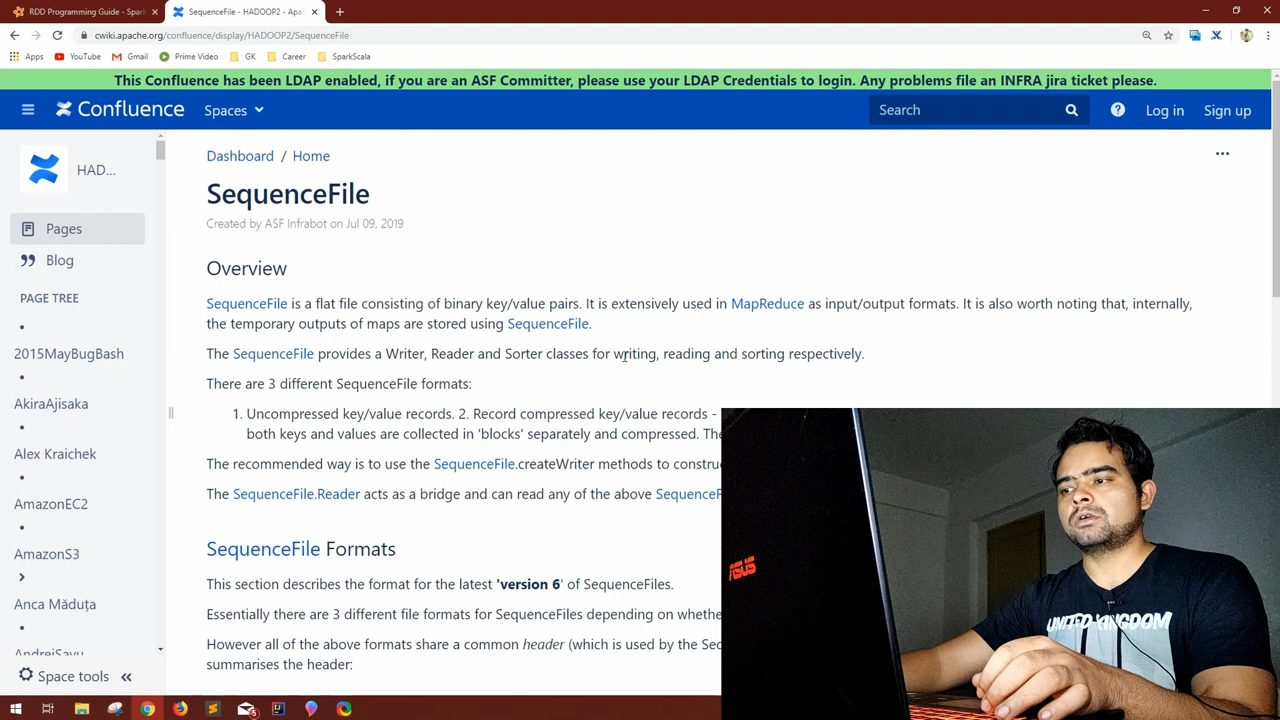 RDD Programming Guide - Spark
SequenceFile - HADOOP2 - Apac
cwiki.apache.org/confluence/display/HADOOP2/SequenceFile
Apps YouTube Gmail Prime Video GK Career SparkScala
This Confluence has been LDAP enabled, if you are an ASF Committer, please use your LDAP Credentials to login. Any problems file an INFRA jira ticket please.
Confluence Spaces Search Log in Sign up
HAD...
Pages
Blog
PAGE TREE
2015MayBugBash
AkiraAjisaka
Alex Kraichek
AmazonEC2
AmazonS3
Anca Măduța
AndreiSavu
Space tools
Dashboard / Home
SequenceFile
Created by ASF Infrabot on Jul 09, 2019
Overview
SequenceFile is a flat file consisting of binary key/value pairs. It is extensively used in MapReduce as input/output formats. It is also worth noting that, internally,
the temporary outputs of maps are stored using SequenceFile.
The SequenceFile provides a Writer, Reader and Sorter classes for writing, reading and sorting respectively.
There are 3 different SequenceFile formats:
1. Uncompressed key/value records. 2. Record compressed key/value records -
both keys and values are collected in 'blocks' separately and compressed. The
The recommended way is to use the SequenceFile.createWriter methods to constru
The SequenceFile.Reader acts as a bridge and can read any of the above SequenceF
SequenceFile Formats
This section describes the format for the latest 'version 6' of SequenceFiles.
Essentially there are 3 different file formats for SequenceFiles depending on whethe
However all of the above formats share a common header (which is used by the Seq
summarises the header:
ASUS
UNITED KINGDOM